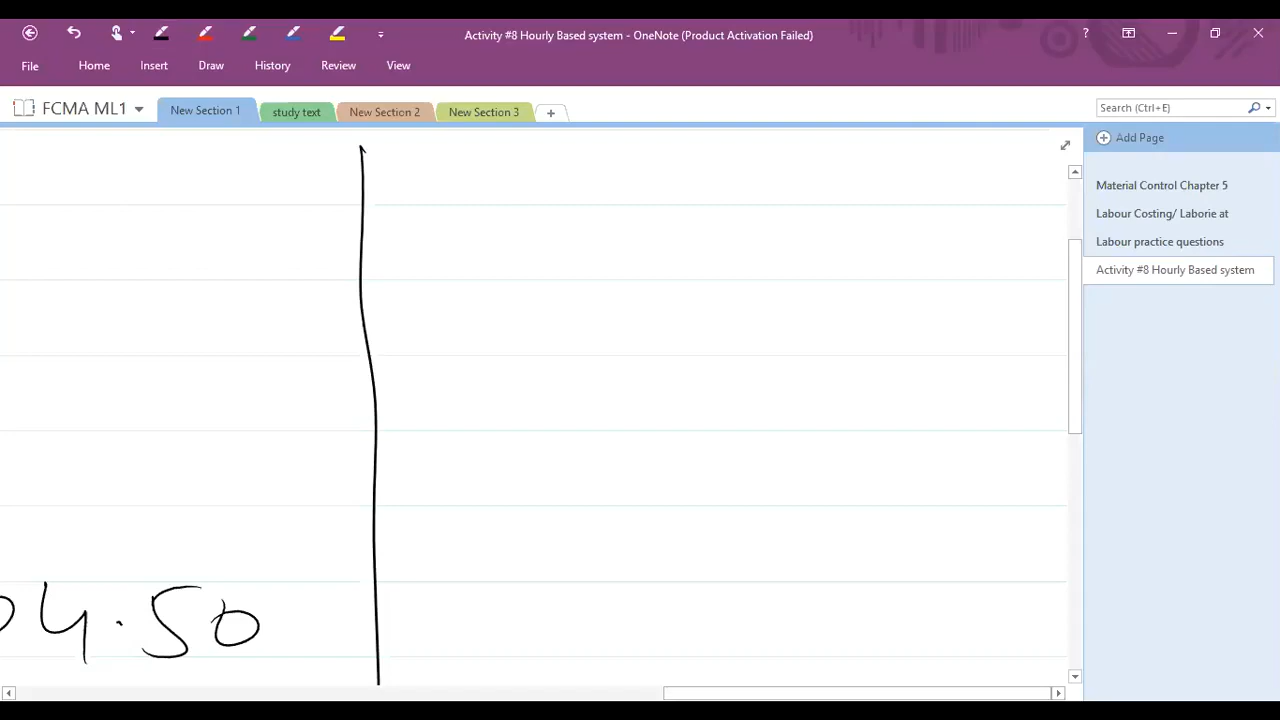 Activity #8 Hourly Based system - OneNote (Product Activation Failed)
?
File Home Insert Draw History Review View
FCMA ML1 New Section 1 study text New Section 2 New Section 3 +
Search (Ctrl+E)
Add Page
Material Control Chapter 5
Labour Costing/ Laborie at
Labour practice questions
Activity #8 Hourly Based system
04.50